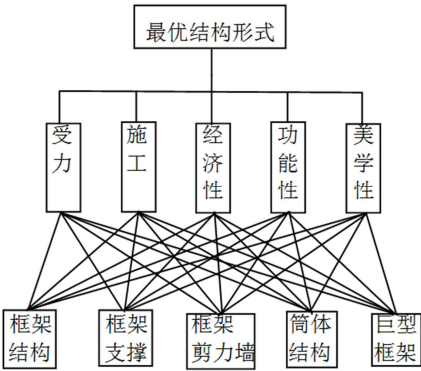 最优结构形式
受力
施工
经济性
功能性
美学性
框架
结构
框架
支撑
框架
剪力墙
筒体
结构
巨型
框架